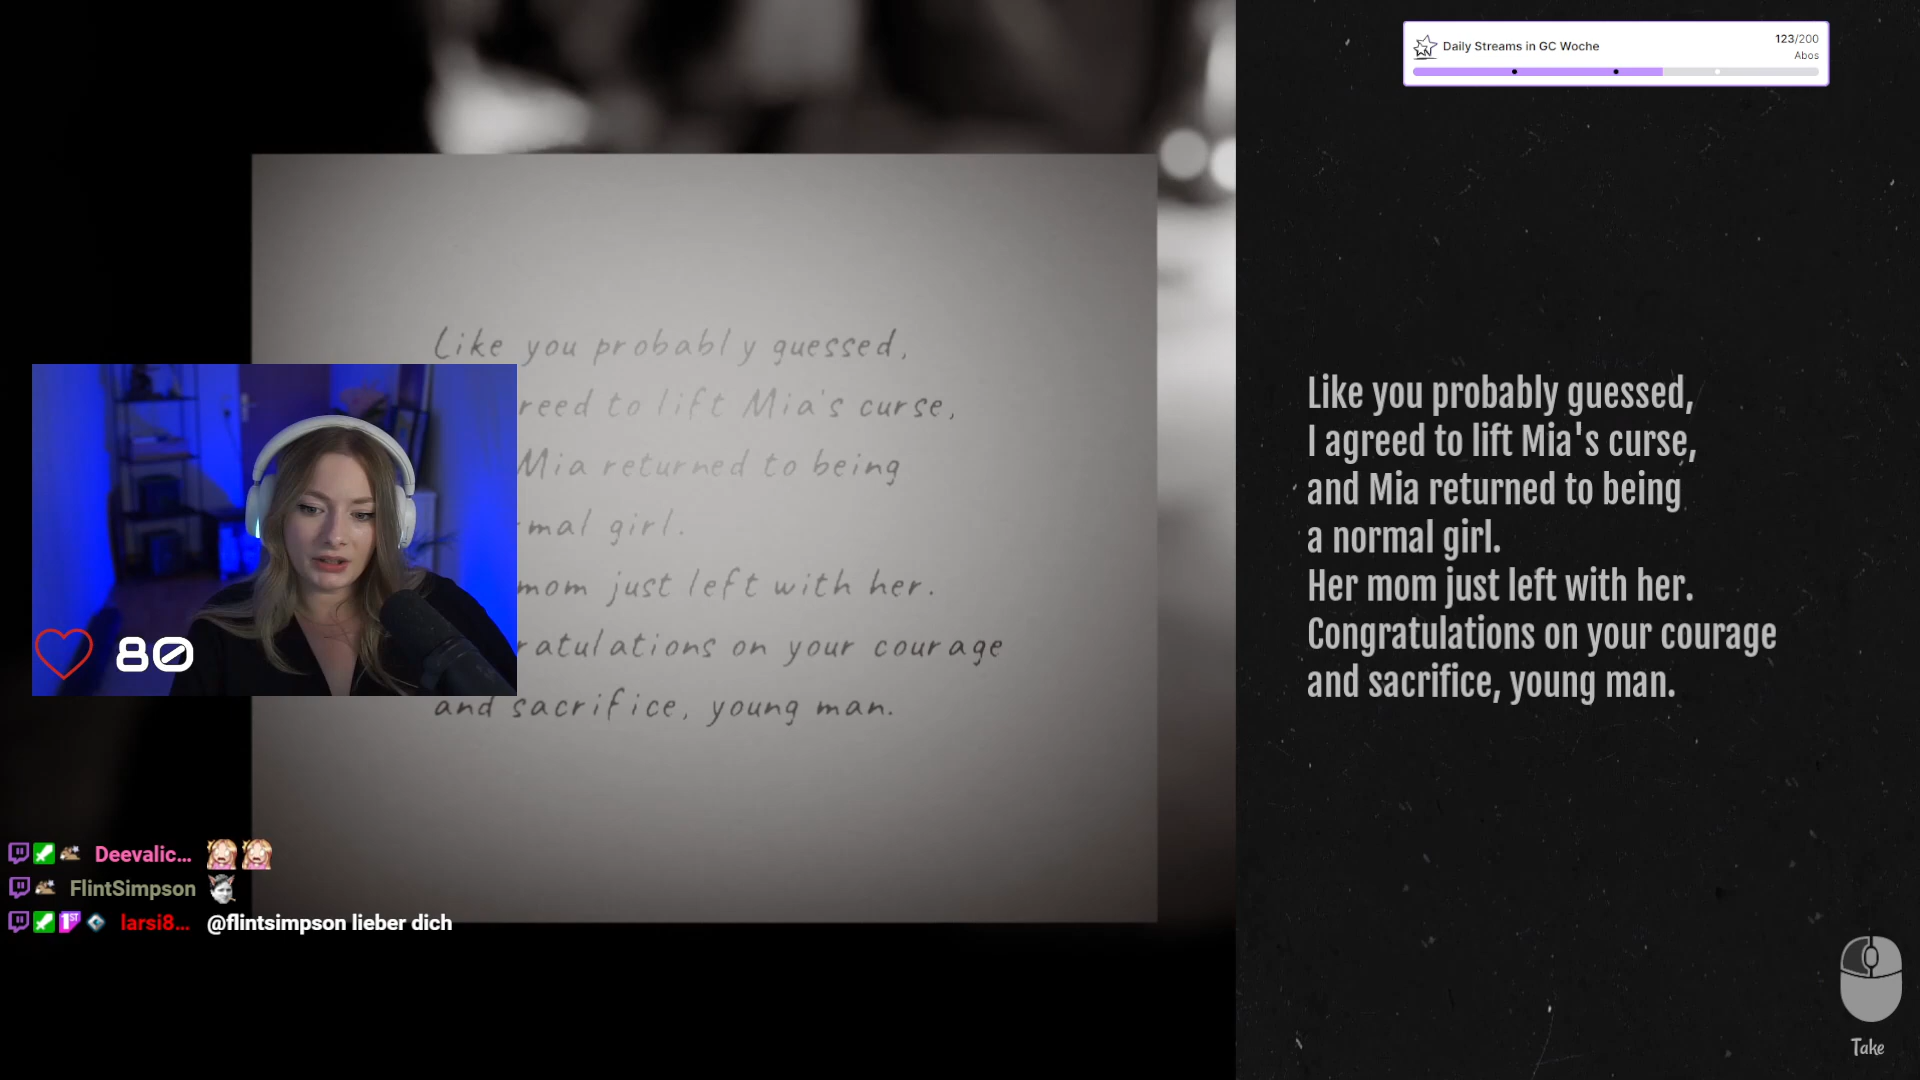 Daily Streams in GC Woche
123/200
Abos
Like you probably guessed,
reed to lift Mia's curse,
Mia returned to being
mal girl.
mom just left with her.
ratulations on your courage
and sacrifice, young man.
Like you probably guessed,
I agreed to lift Mia's curse,
and Mia returned to being
a normal girl.
Her mom just left with her.
Congratulations on your courage
and sacrifice, young man.
80
Deevalic...
FlintSimpson
1ST larsi8... @flintsimpson lieber dich
Take